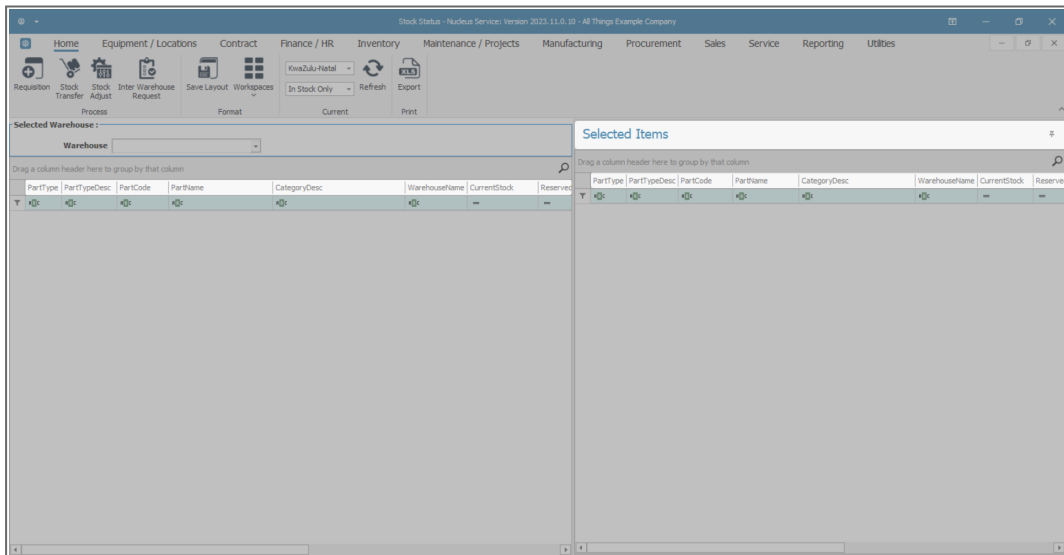 Stock Status - Nucleus Service: Version 2023.11.0.10 - All Things Example Company
Home Equipment / Locations Contract Finance / HR Inventory Maintenance / Projects Manufacturing Procurement Sales Service Reporting Utilities
Requisition Stock Transfer Stock Adjust Inter Warehouse Request Save Layout Workspaces KwaZulu-Natal In Stock Only Refresh XLS Export
Process Format Current Print
Selected Warehouse :
Warehouse
Drag a column header here to group by that column
PartType PartTypeDesc PartCode PartName CategoryDesc WarehouseName CurrentStock Reserved
Selected Items
Drag a column header here to group by that column
PartType PartTypeDesc PartCode PartName CategoryDesc WarehouseName CurrentStock Reserve